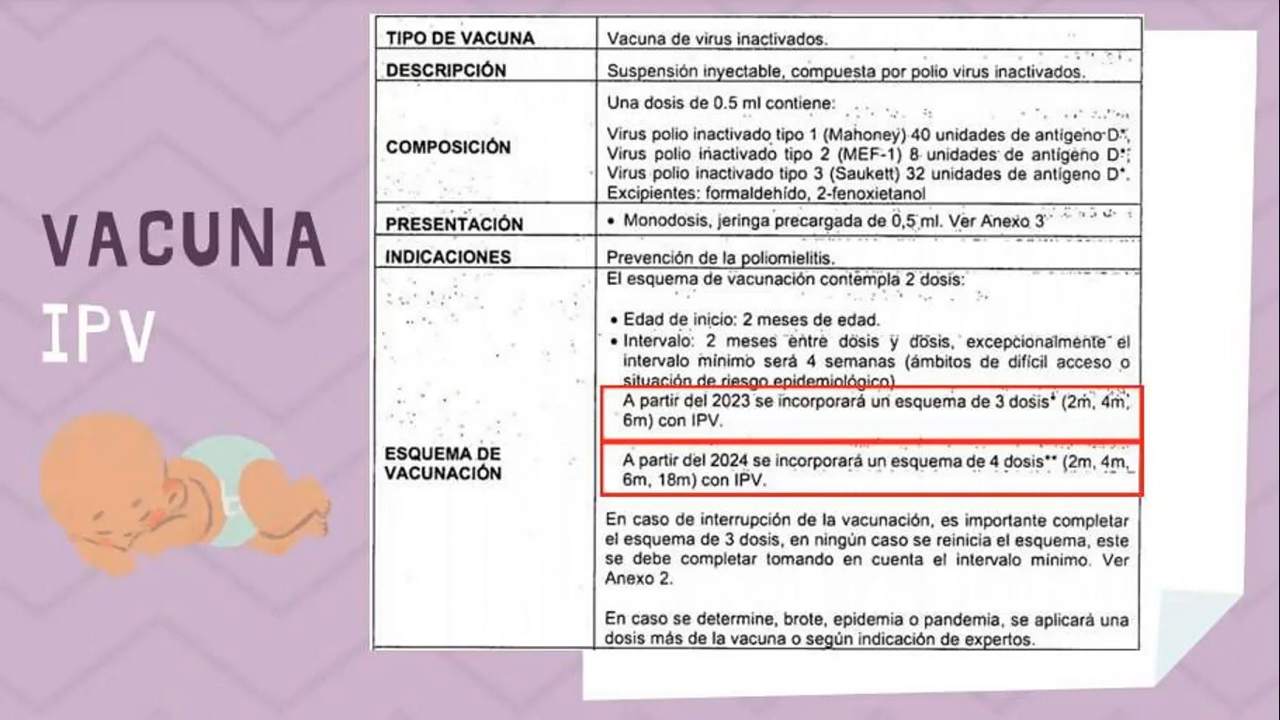 VACUNA
IPV
TIPO DE VACUNA
Vacuna de virus inactivados.
DESCRIPCIÓN
Suspensión inyectable, compuesta por polio virus inactivados.
COMPOSICIÓN
Una dosis de 0.5 ml contiene:
Virus polio inactivado tipo 1 (Mahoney) 40 unidades de antígeno D*,
Virus polio inactivado tipo 2 (MEF-1) 8 unidades de antígeno D*;
Virus polio inactivado tipo 3 (Saukett) 32 unidades de antígeno D*.
Excipientes: formaldehído, 2-fenoxietanol
PRESENTACIÓN
• Monodosis, jeringa precargada de 0,5 ml. Ver Anexo 3
INDICACIONES
Prevención de la poliomielitis.
ESQUEMA DE
VACUNACIÓN
El esquema de vacunación contempla 2 dosis:
• Edad de inicio: 2 meses de edad.
• Intervalo: 2 meses entre dosis y dosis, excepcionalmente el
intervalo mínimo será 4 semanas (ámbitos de difícil acceso o
situación de riesgo epidemiológico)
A partir del 2023 se incorporará un esquema de 3 dosis* (2m, 4m,
6m) con IPV.
A partir del 2024 se incorporará un esquema de 4 dosis** (2m, 4m,
6m, 18m) con IPV.
En caso de interrupción de la vacunación, es importante completar
el esquema de 3 dosis, en ningún caso se reinicia el esquema, este
se debe completar tomando en cuenta el intervalo mínimo. Ver
Anexo 2.
En caso se determine, brote, epidemia o pandemia, se aplicará una
dosis más de la vacuna o según indicación de expertos.